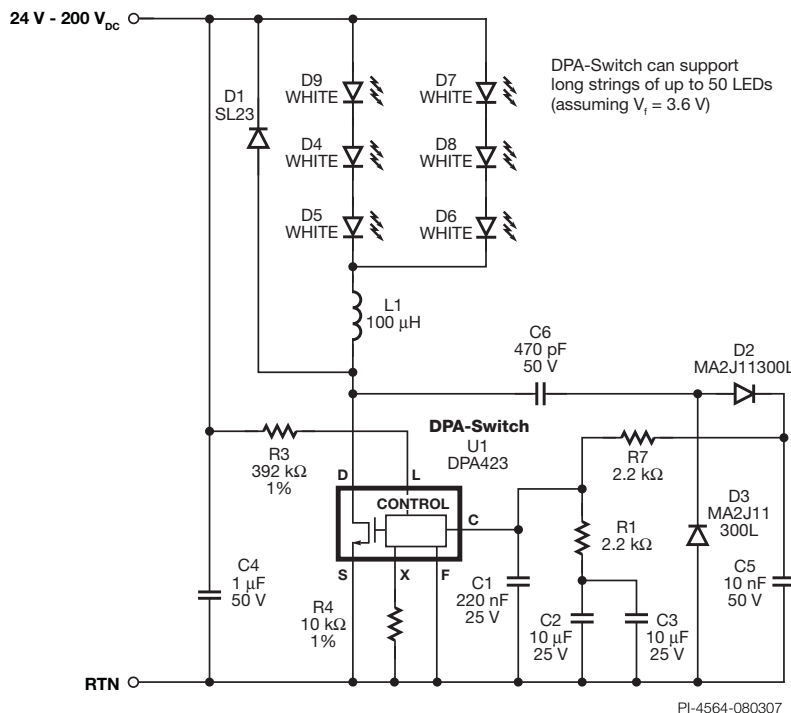 24 V - 200 VDC
DPA-Switch can support
long strings of up to 50 LEDs
(assuming Vf = 3.6 V)
D9
WHITE
D7
WHITE
D1
SL23
D4
WHITE
D8
WHITE
D5
WHITE
D6
WHITE
L1
100 µH
C6
470 pF
50 V
D2
MA2J11300L
DPA-Switch
U1
DPA423
R3
392 kΩ
1%
R7
2.2 kΩ
D
L
CONTROL
C
S
X
F
R1
2.2 kΩ
D3
MA2J11
300L
C4
1 µF
50 V
R4
10 kΩ
1%
C1
220 nF
25 V
C2
10 µF
25 V
C3
10 µF
25 V
C5
10 nF
50 V
RTN
PI-4564-080307